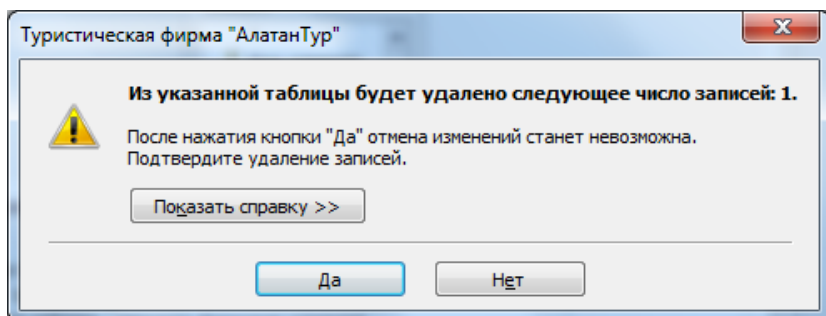 Туристическая фирма "АлатанТур"
Из указанной таблицы будет удалено следующее число записей: 1.
После нажатия кнопки "Да" отмена изменений станет невозможна.
Подтвердите удаление записей.
Показать справку >>
Да
Нет